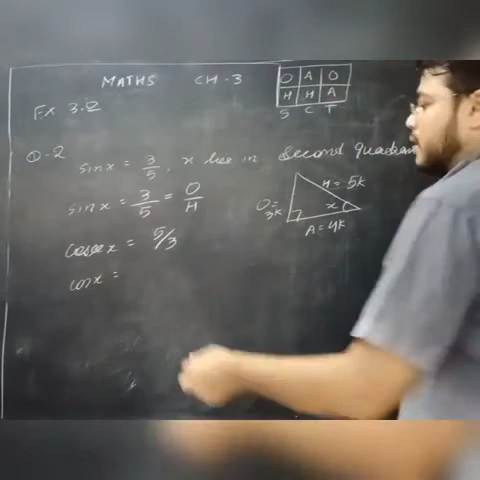 MATHS CH-3
O A O
H H A
S C T
EX 3.2
Q-2 sin x = 3/5, x lies in second quadrant
sin x = 3/5 = O/H
cosec x = 5/3
cos x =
H = 5k
O = 3k
x
A = 4k